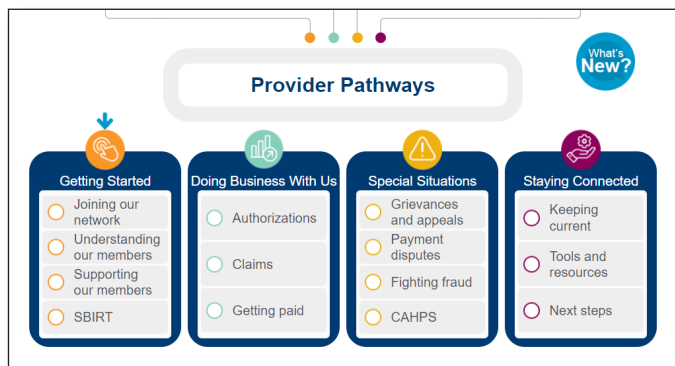 What's
New?
Provider Pathways
Getting Started
Joining our
network
Understanding
our members
Supporting
our members
SBIRT
Doing Business With Us
Authorizations
Claims
Getting paid
Special Situations
Grievances
and appeals
Payment
disputes
Fighting fraud
CAHPS
Staying Connected
Keeping
current
Tools and
resources
Next steps